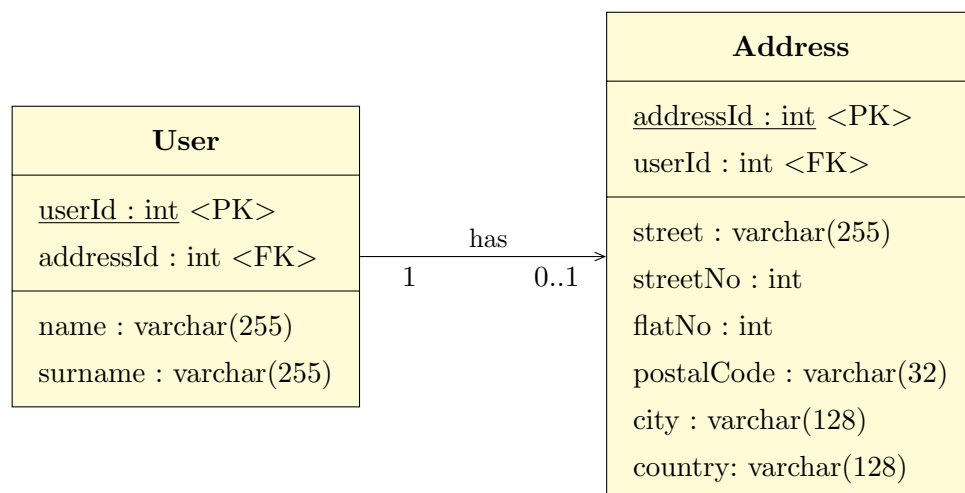 User
userId : int <PK>
addressId : int <FK>
name : varchar(255)
surname : varchar(255)
has
1
0..1
Address
addressId : int <PK>
userId : int <FK>
street : varchar(255)
streetNo : int
flatNo : int
postalCode : varchar(32)
city : varchar(128)
country: varchar(128)